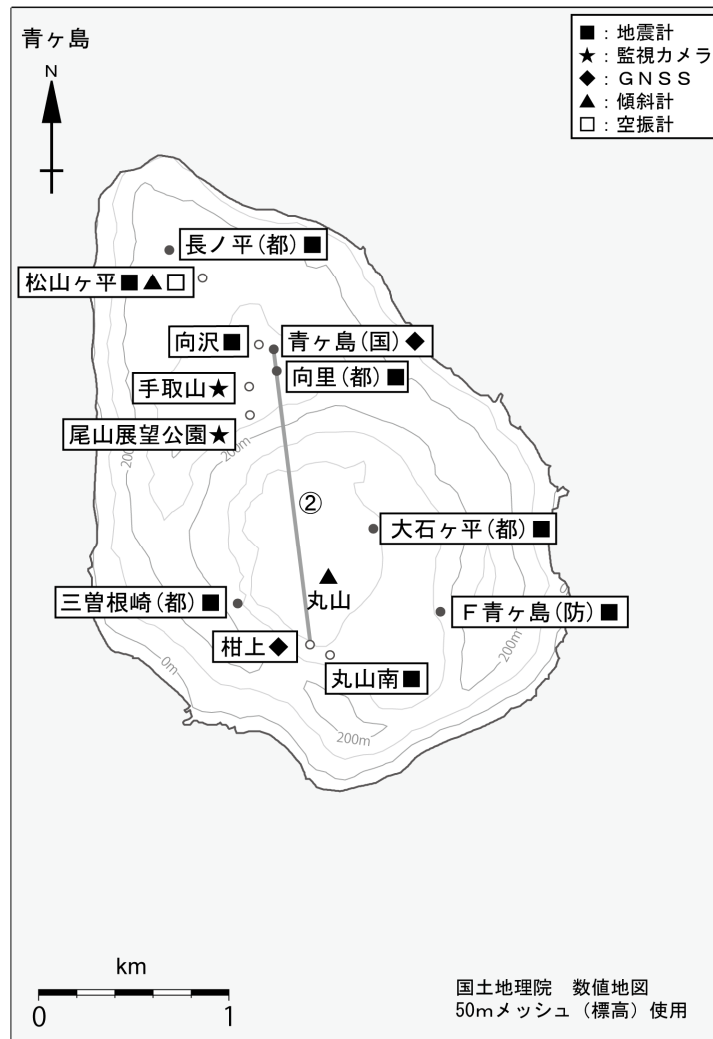 青ヶ島
N
■：地震計
★：監視カメラ
◆：ＧＮＳＳ
▲：傾斜計
□：空振計
長ノ平(都)■
松山ヶ平■▲□
向沢■
青ヶ島(国)◆
向里(都)■
手取山★
尾山展望公園★
200m
200m
②
大石ヶ平(都)■
丸山
三曽根崎(都)■
Ｆ青ヶ島(防)■
0m
柑上◆
丸山南■
200m
0m
200m
km
0 1
国土地理院　数値地図
50mメッシュ（標高）使用